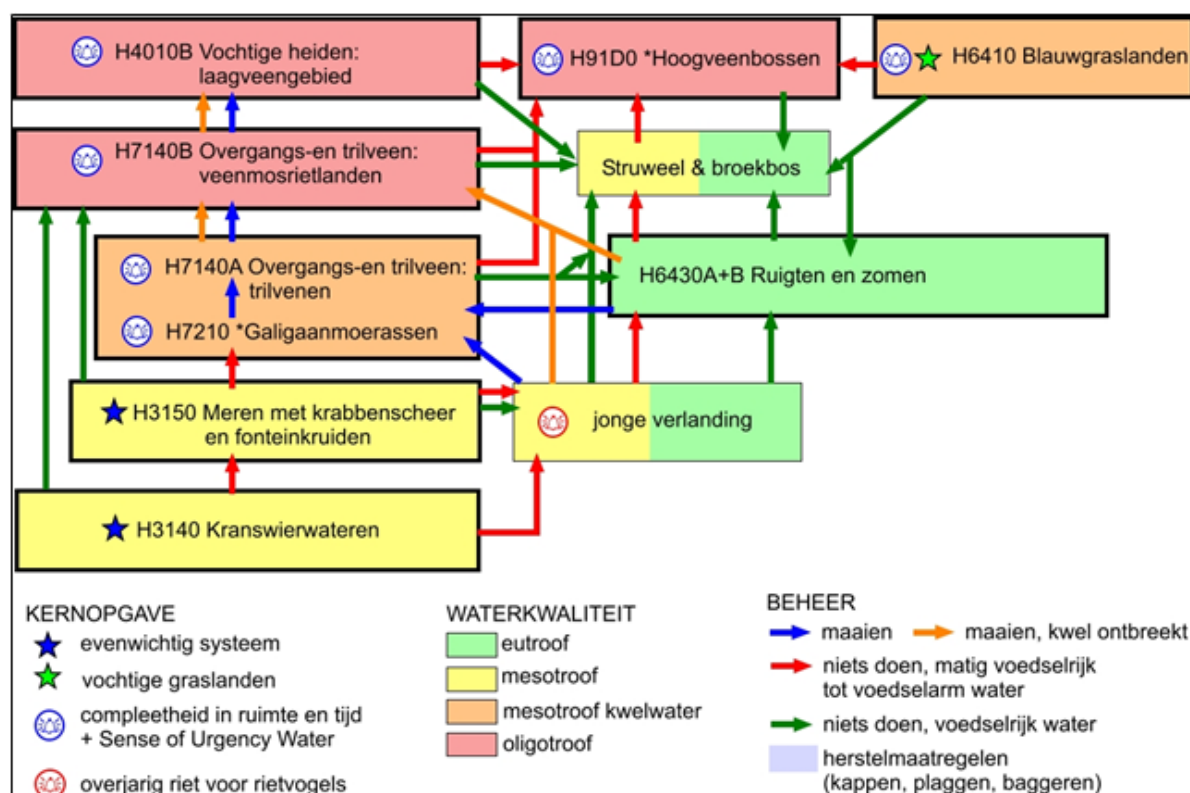 H4010B Vochtige heiden:
laagveengebied
H91D0 *Hoogveenbossen
H6410 Blauwgraslanden
H7140B Overgangs-en trilveen:
veenmosrietlanden
Struweel & broekbos
H7140A Overgangs-en trilveen:
trilvenen
H7210 *Galigaanmoerassen
H6430A+B Ruigten en zomen
H3150 Meren met krabbenscheer
en fonteinkruiden
jonge verlanding
H3140 Kranswierwateren
KERNOPGAVE
evenwichtig systeem
vochtige graslanden
compleetheid in ruimte en tijd
+ Sense of Urgency Water
overjarig riet voor rietvogels
WATERKWALITEIT
eutroof
mesotroof
mesotroof kwelwater
oligotroof
BEHEER
maaien
maaien, kwel ontbreekt
niets doen, matig voedselrijk
tot voedselarm water
niets doen, voedselrijk water
herstelmaatregelen
(kappen, plaggen, baggeren)